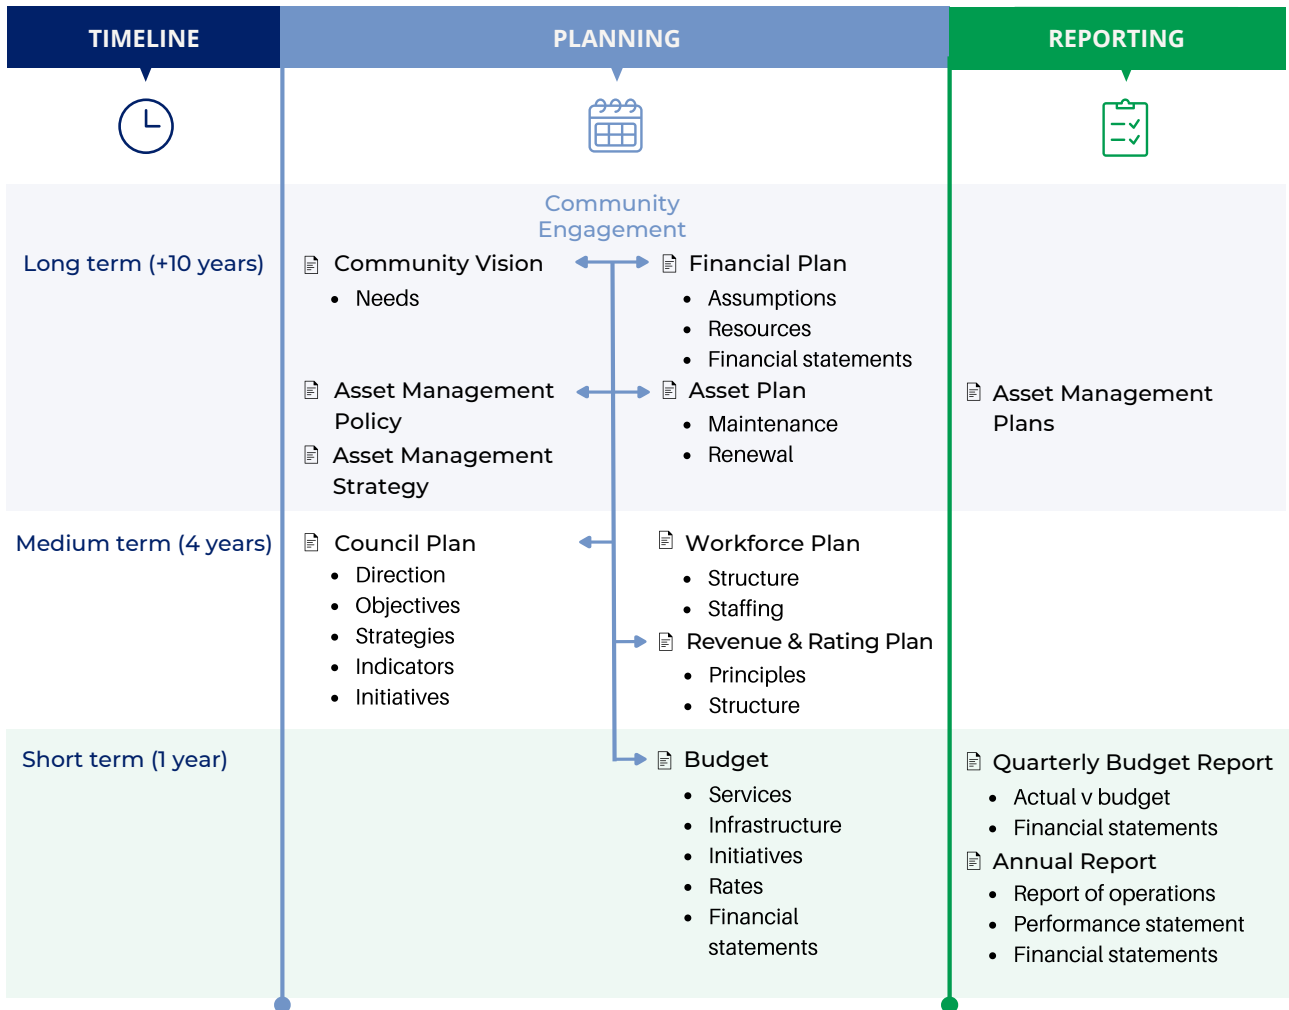 TIMELINE
PLANNING
REPORTING
Community
Engagement
Long term (+10 years)
Community Vision
• Needs
Financial Plan
• Assumptions
• Resources
• Financial statements
Asset Management
Policy
Asset Management
Strategy
Asset Plan
• Maintenance
• Renewal
Asset Management
Plans
Medium term (4 years)
Council Plan
• Direction
• Objectives
• Strategies
• Indicators
• Initiatives
Workforce Plan
• Structure
• Staffing
Revenue & Rating Plan
• Principles
• Structure
Short term (1 year)
Budget
• Services
• Infrastructure
• Initiatives
• Rates
• Financial
statements
Quarterly Budget Report
• Actual v budget
• Financial statements
Annual Report
• Report of operations
• Performance statement
• Financial statements